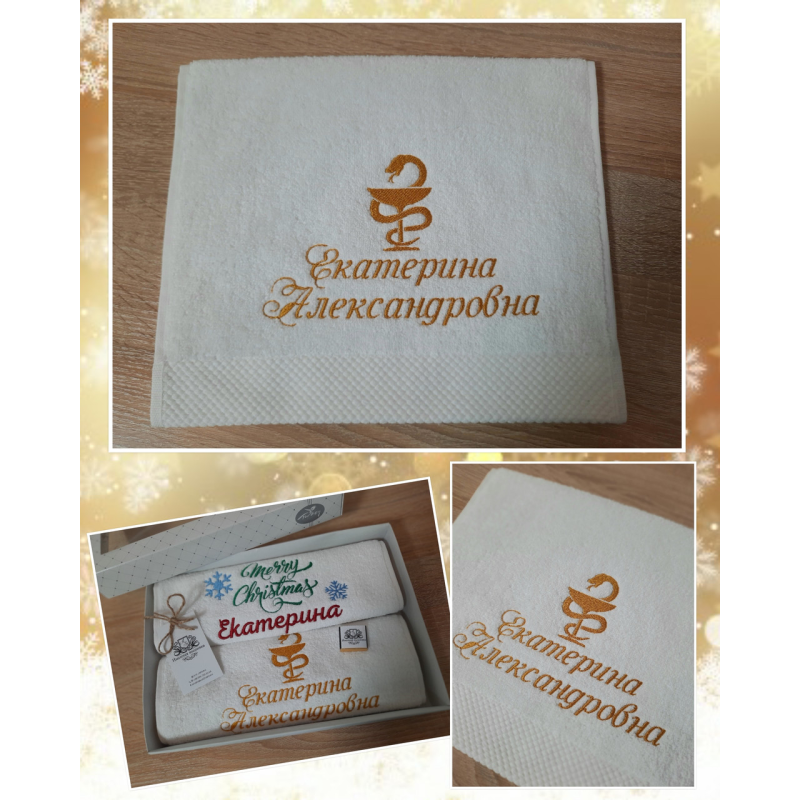 Екатерина
Александровна
Merry
Christmas
Екатерина
Екатерина
Александровна
Екатерина
Александровна